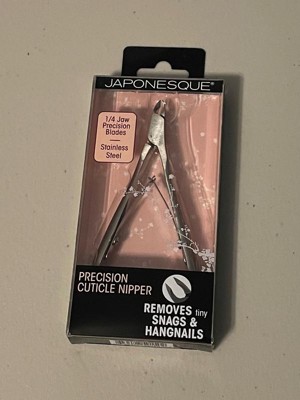 JAPONESQUE®
1/4 Jaw
Precision
Blades
Stainless
Steel
PRECISION
CUTICLE NIPPER
REMOVES tiny
SNAGS &
HANGNAILS